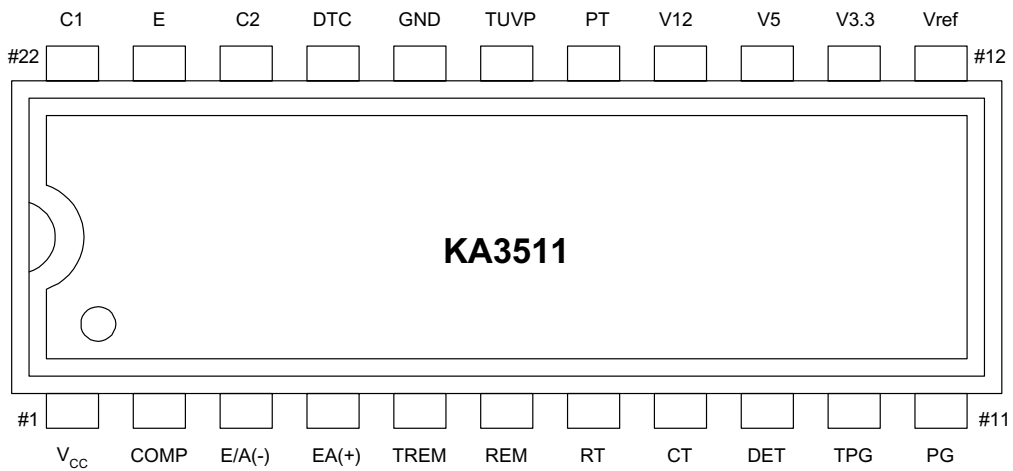 C1 E C2 DTC GND TUVP PT V12 V5 V3.3 Vref
#22 #12
KA3511
#1 #11
VCC COMP E/A(-) EA(+) TREM REM RT CT DET TPG PG